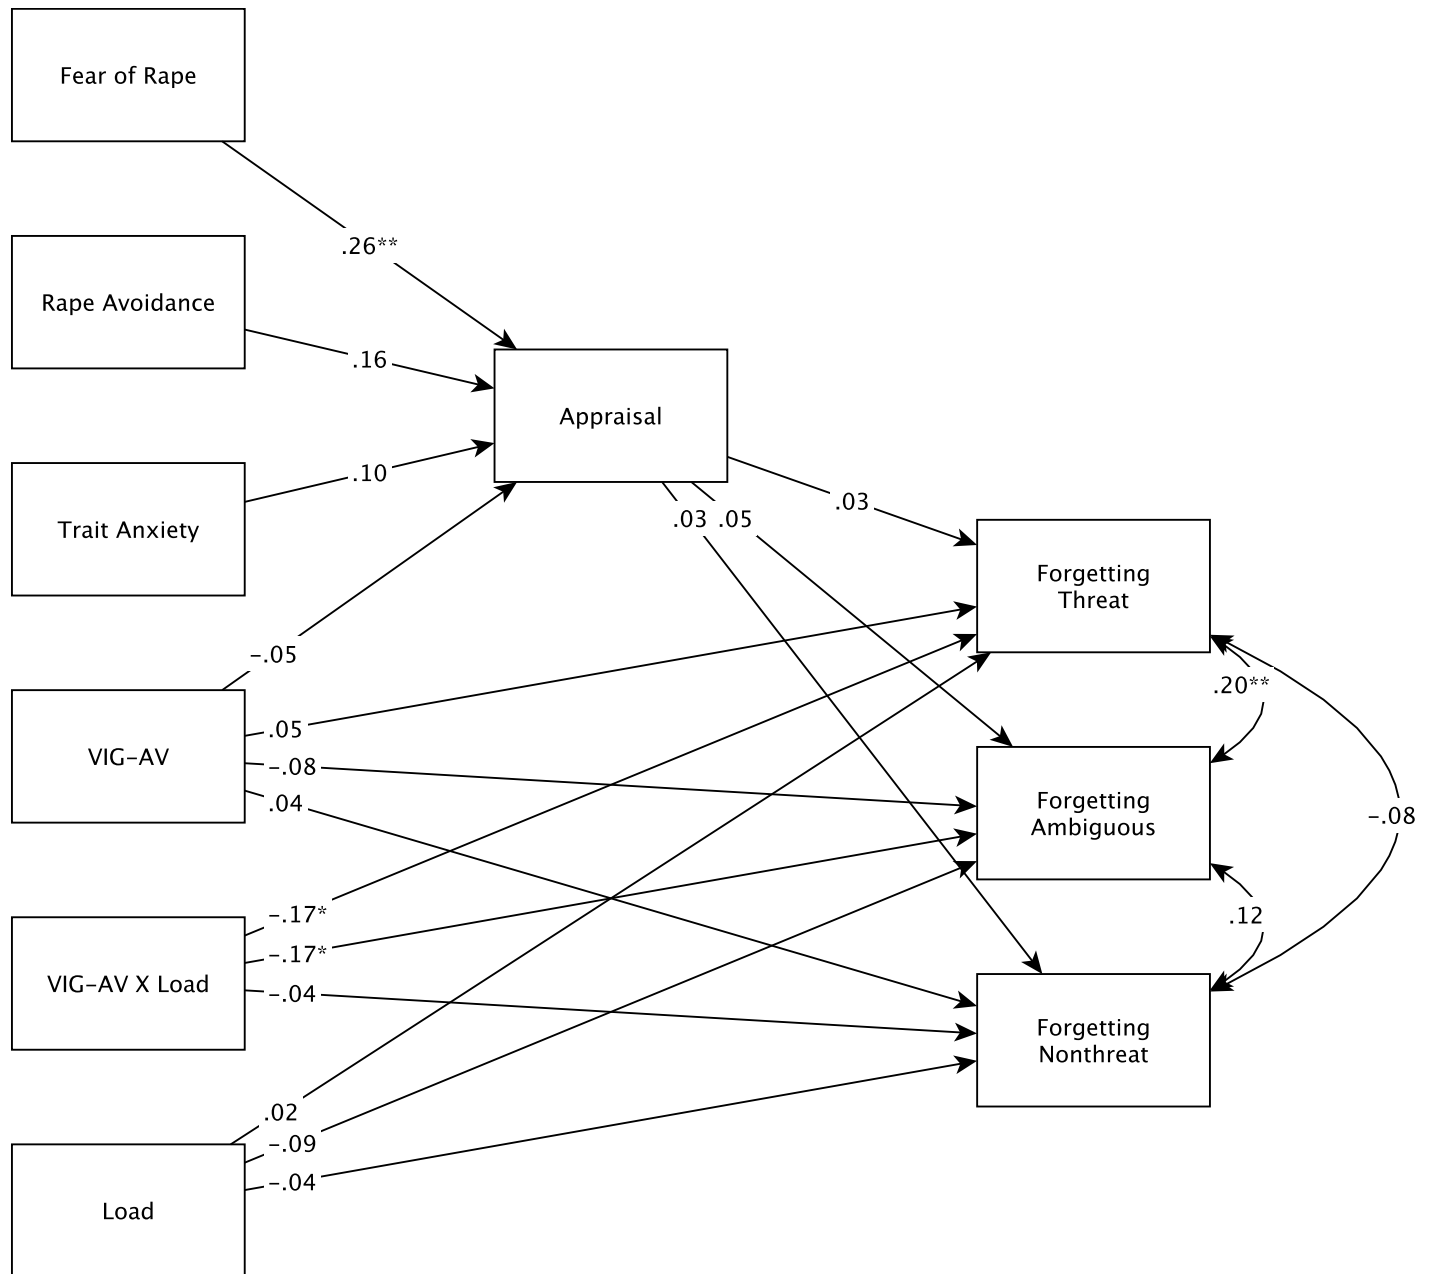 Fear of Rape
.26**
Rape Avoidance
.16
Appraisal
.10
Trait Anxiety
.03
.03
.05
Forgetting
Threat
-.05
.20**
VIG-AV
.05
-.08
.04
Forgetting
Ambiguous
-.08
-.17*
.12
-.17*
VIG-AV X Load
-.04
Forgetting
Nonthreat
.02
-.09
-.04
Load